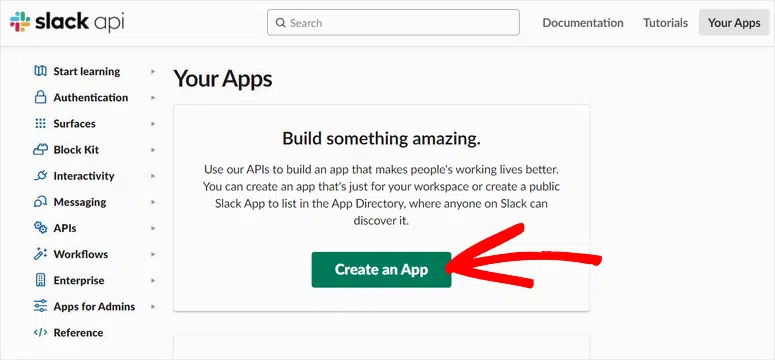 slack api
Search
Documentation
Tutorials
Your Apps
Start learning
Authentication
Surfaces
Block Kit
Interactivity
Messaging
APIs
Workflows
Enterprise
Apps for Admins
</> Reference
Your Apps
Build something amazing.
Use our APIs to build an app that makes people's working lives better.
You can create an app that's just for your workspace or create a public
Slack App to list in the App Directory, where anyone on Slack can
discover it.
Create an App